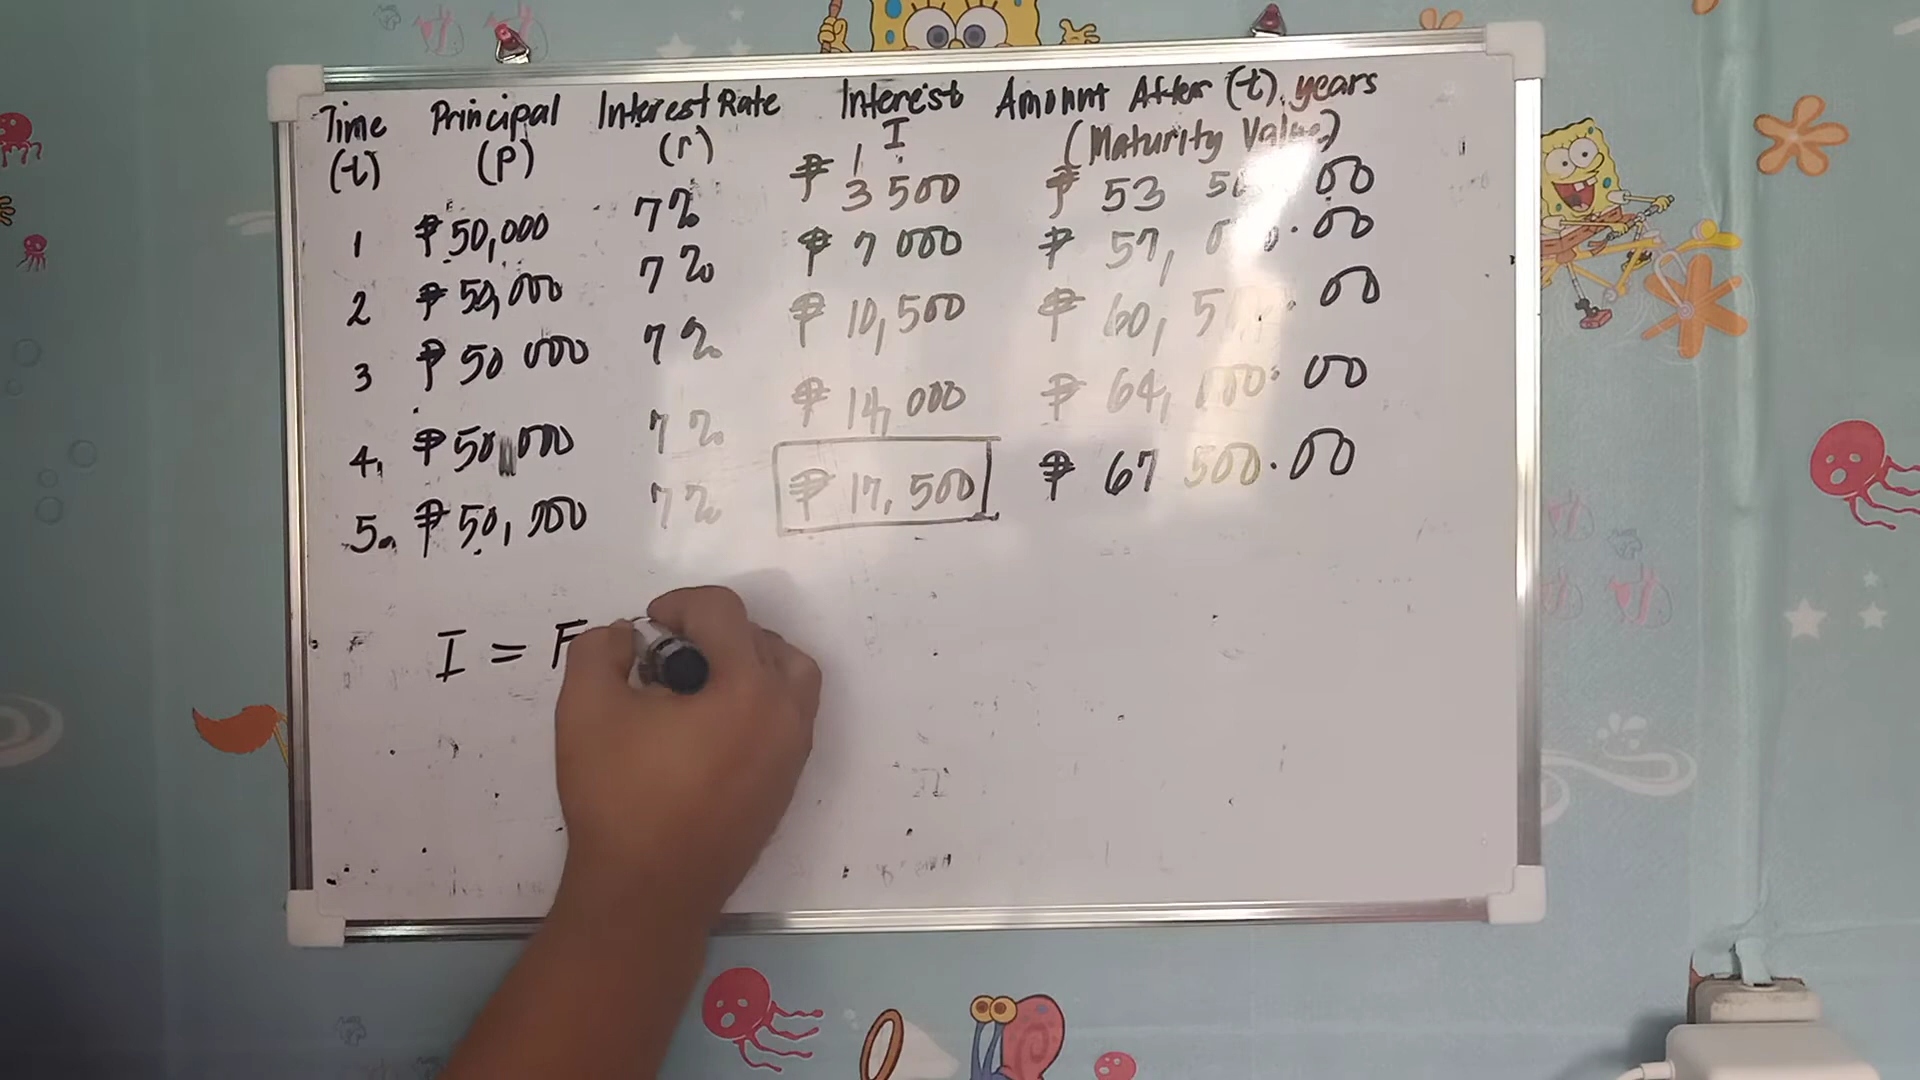 Time Principal Interest Rate Interest Amount After (t) years
(t) (P) (r) I (Maturity Value)
1 ₱50,000 7% ₱ 3 500 ₱ 53 50 00
2 ₱50,000 7% ₱ 7 000 ₱ 57, 000.00
3 ₱50 000 7% ₱ 10,500 ₱ 60, 500.00
4. ₱50 000 7% ₱ 14,000 ₱ 64, 000.00
5. ₱50,000 7% ₱ 17,500 ₱ 67 500.00
I =